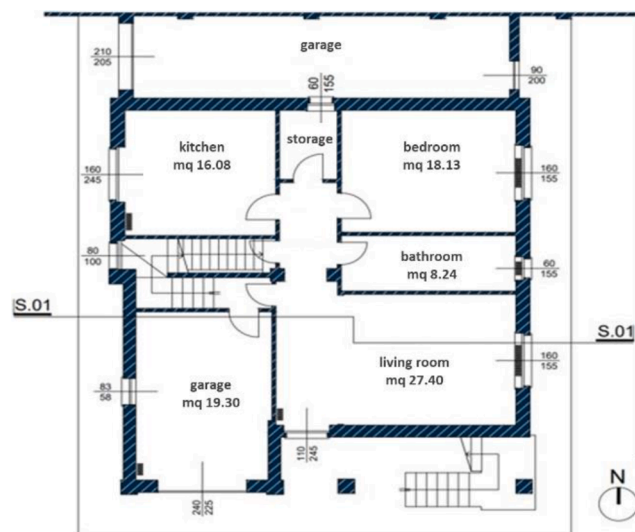 garage
210
205
60
155
90
200
kitchen
mq 16.08
storage
bedroom
mq 18.13
160
245
160
155
80
100
bathroom
mq 8.24
60
155
S.01
S.01
living room
mq 27.40
160
155
garage
mq 19.30
83
58
110
245
240
225
N